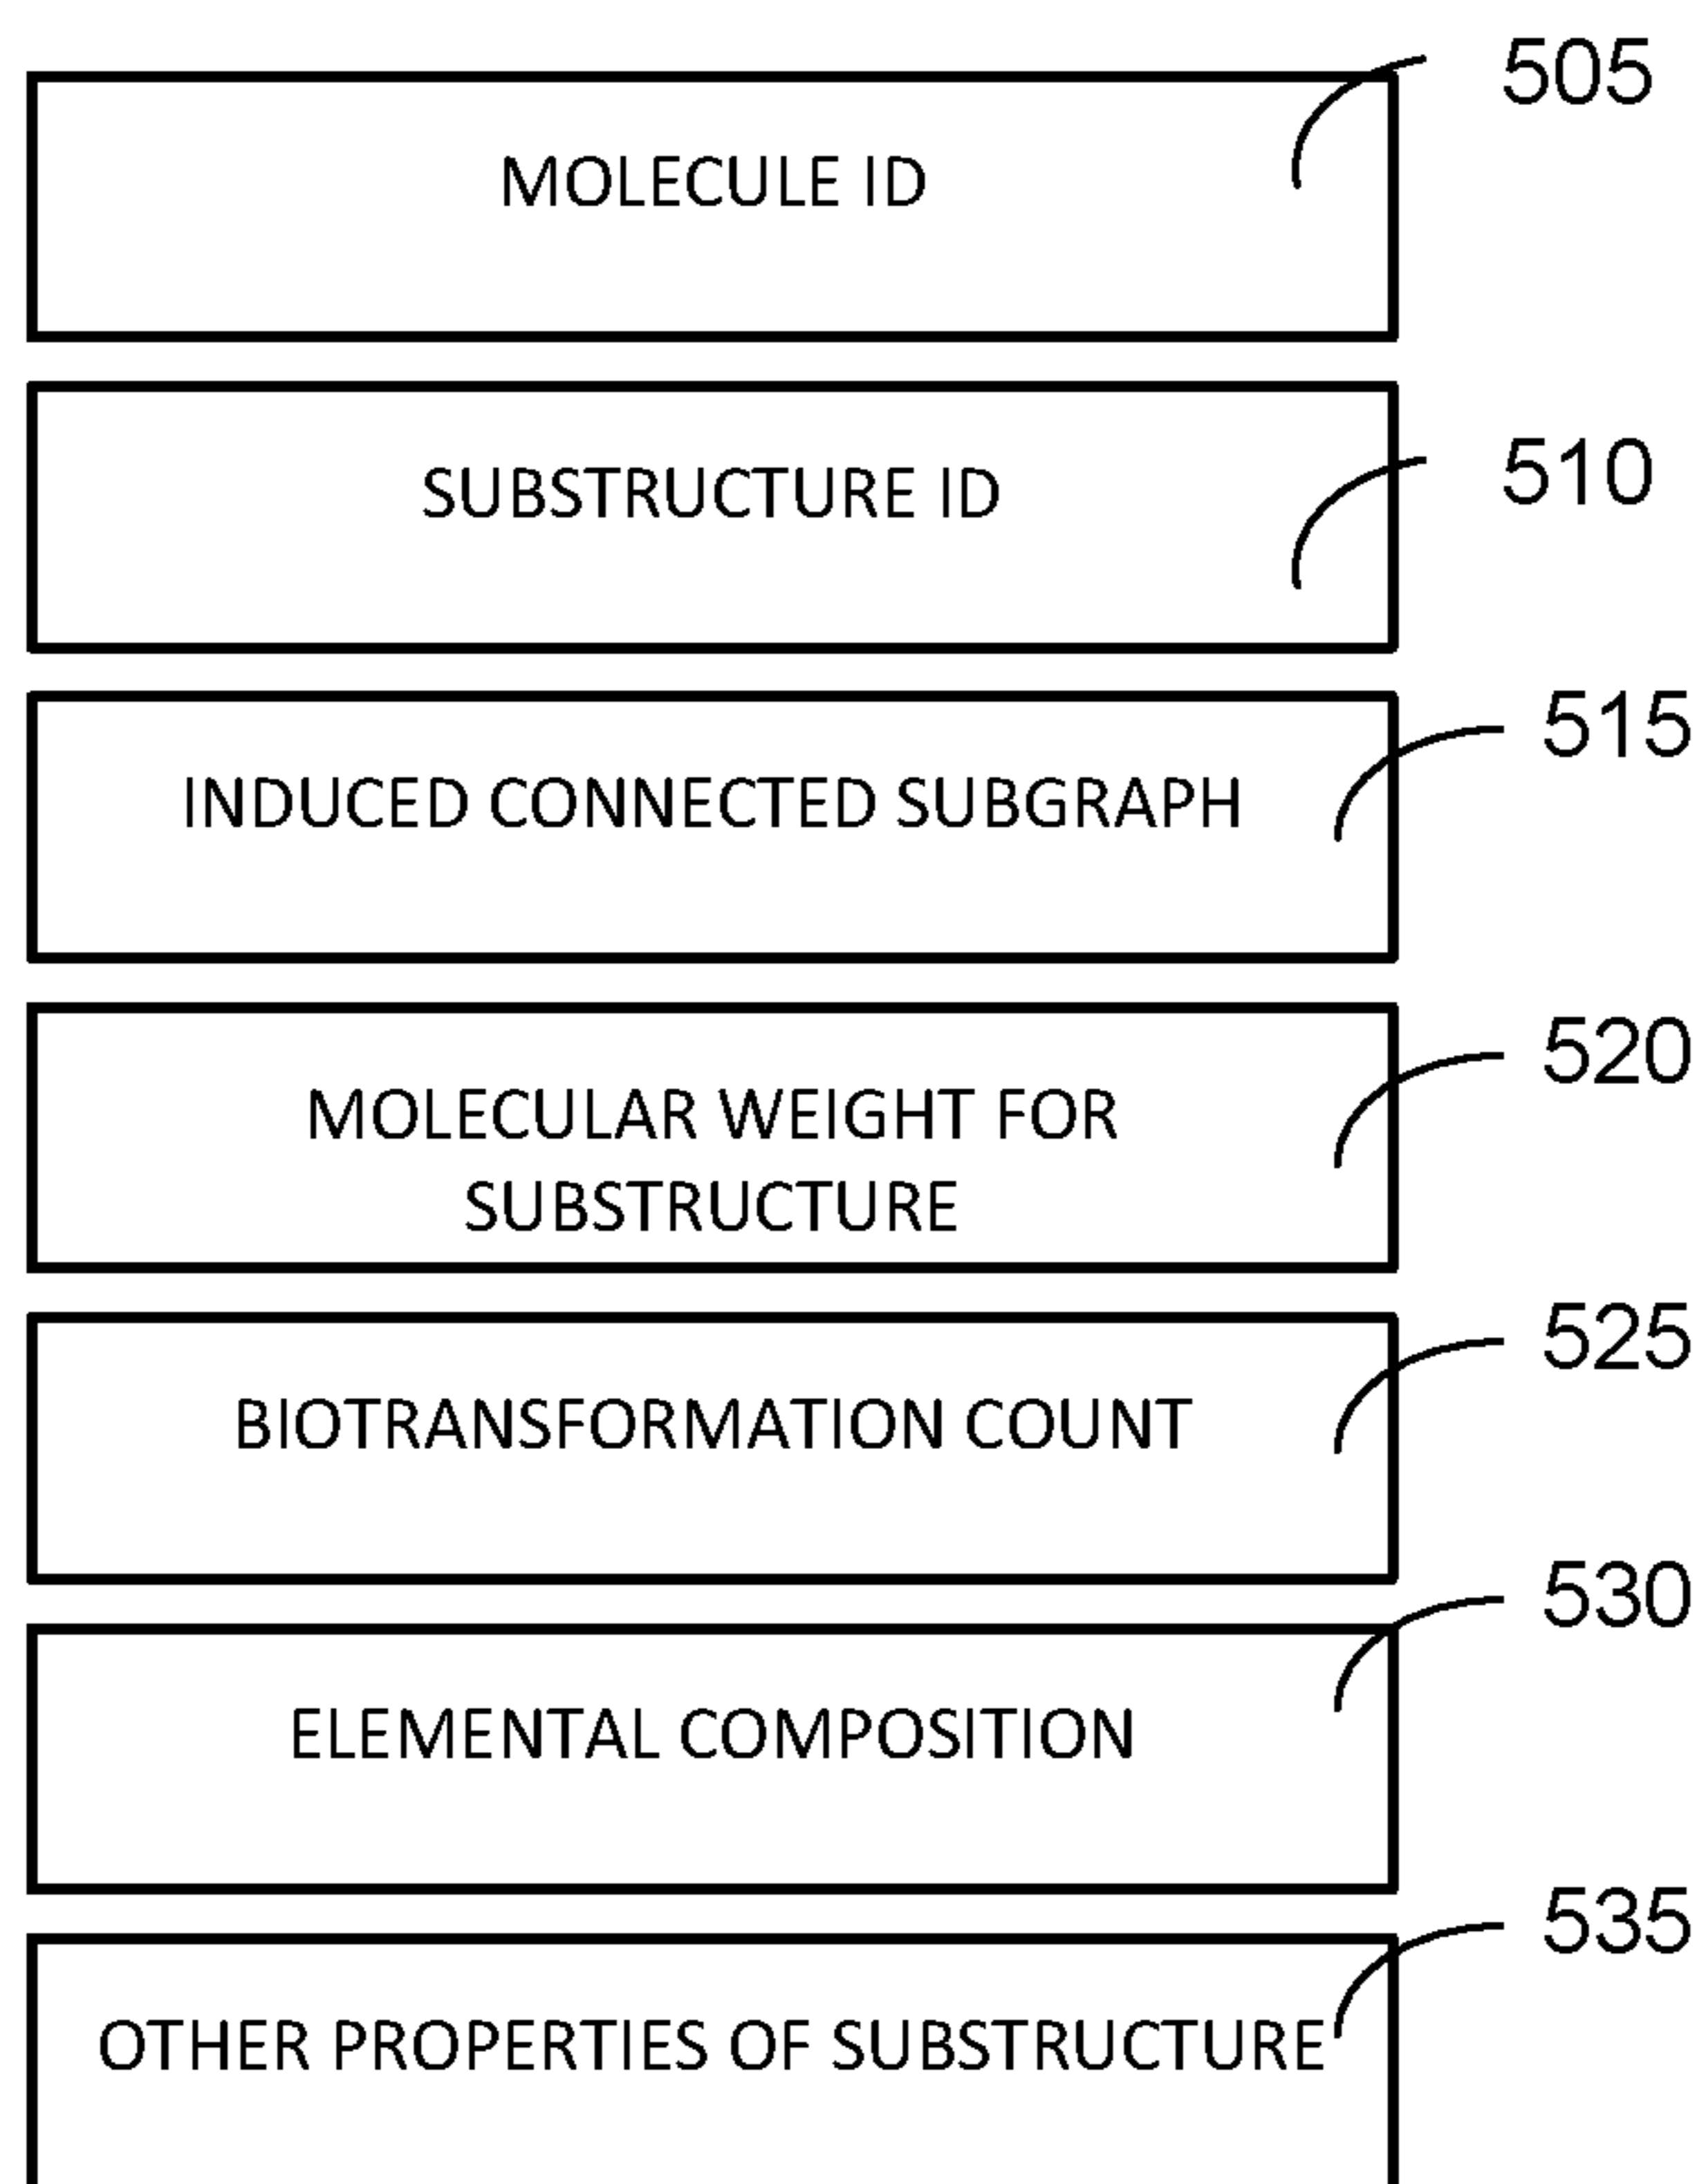 505
MOLECULE ID
510
SUBSTRUCTURE ID
515
INDUCED CONNECTED SUBGRAPH
520
MOLECULAR WEIGHT FOR
SUBSTRUCTURE
525
BIOTRANSFORMATION COUNT
530
ELEMENTAL COMPOSITION
535
OTHER PROPERTIES OF SUBSTRUCTURE